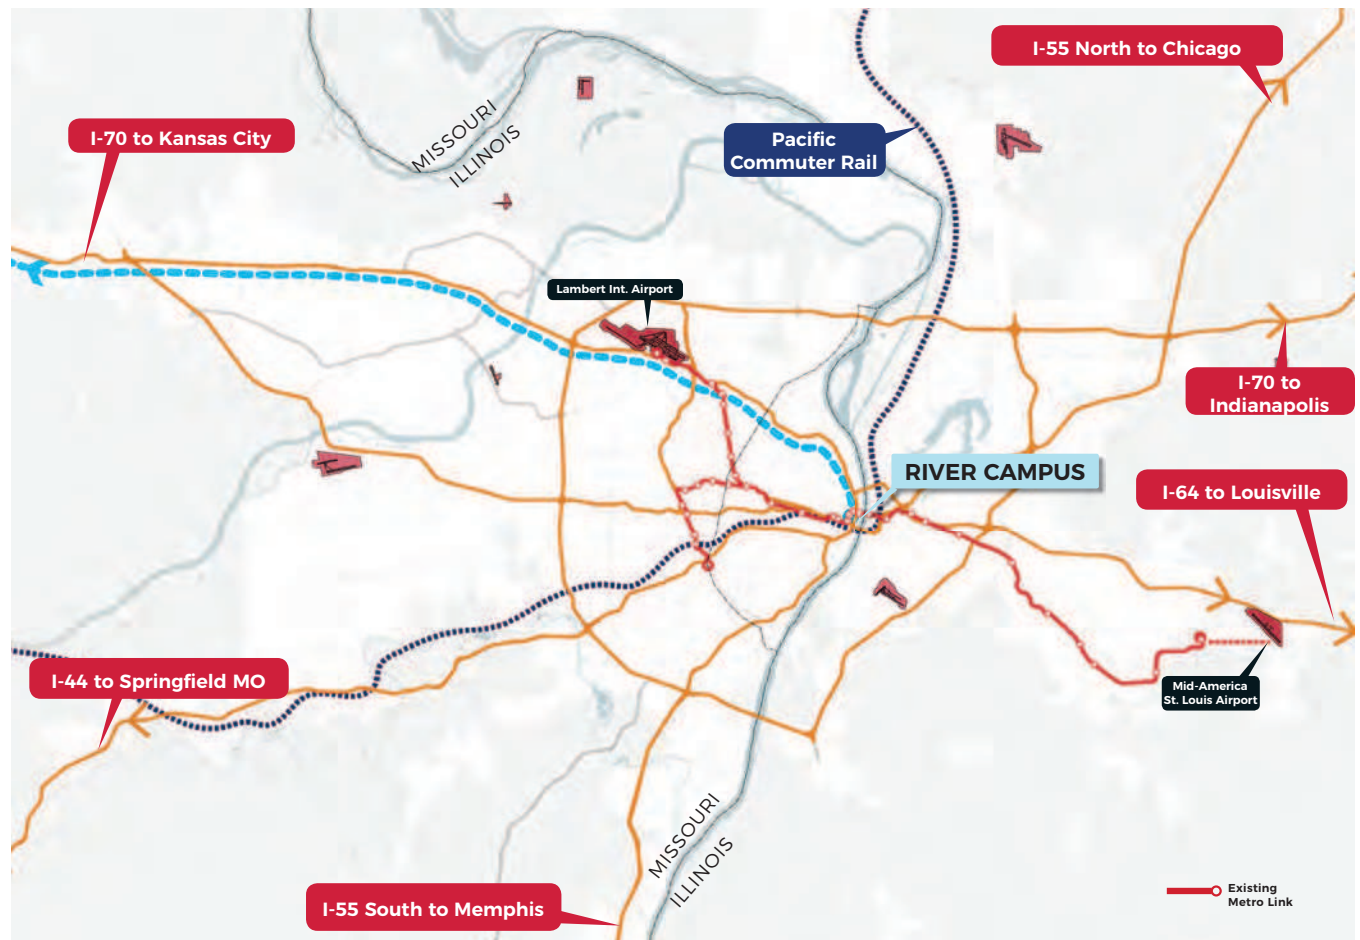 I-55 North to Chicago
I-70 to Kansas City
MISSOURI
ILLINOIS
Pacific
Commuter Rail
Lambert Int. Airport
I-70 to
Indianapolis
RIVER CAMPUS
I-64 to Louisville
I-44 to Springfield MO
Mid-America
St. Louis Airport
MISSOURI
ILLINOIS
I-55 South to Memphis
Existing
Metro Link